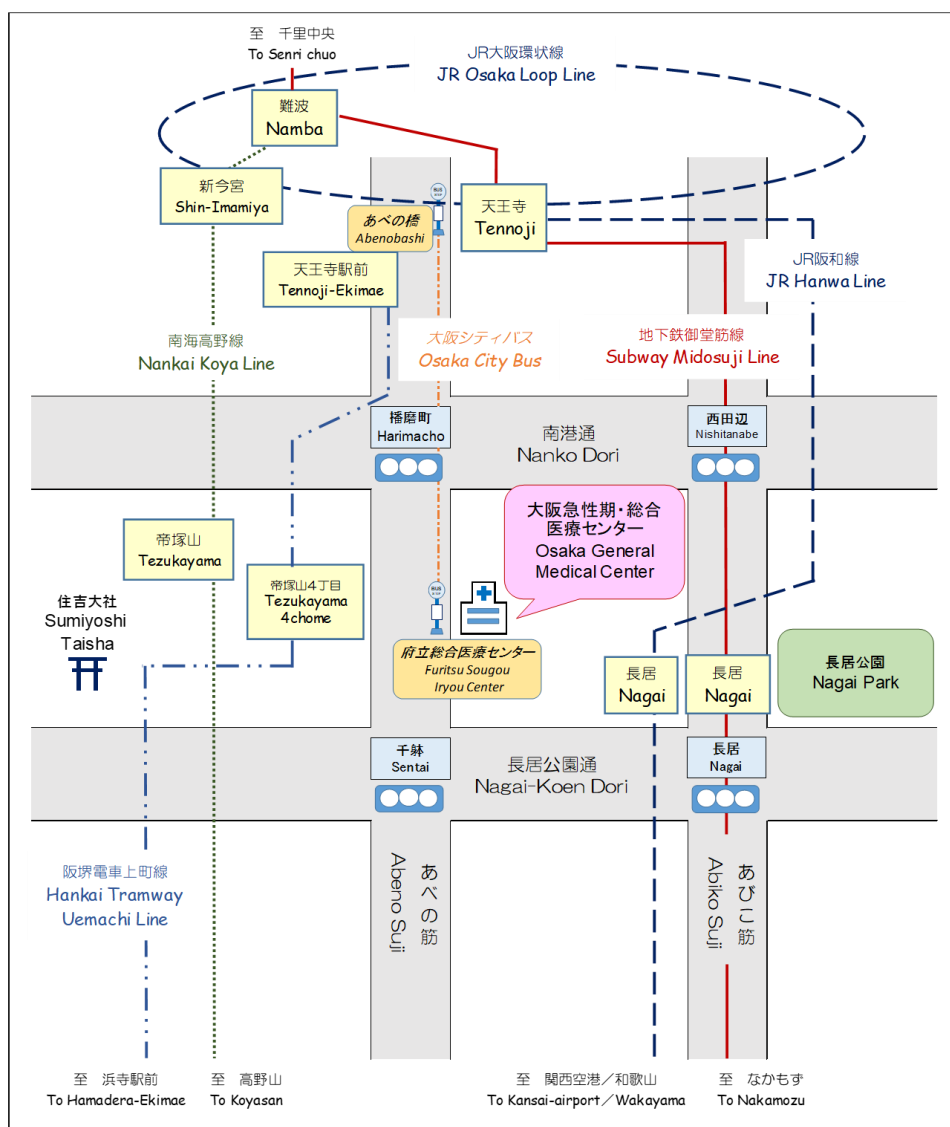 至　千里中央
To Senri chuo
JR大阪環状線
JR Osaka Loop Line
難波
Namba
新今宮
Shin-Imamiya
あべの橋
Abenobashi
天王寺
Tennoji
天王寺駅前
Tennoji-Ekimae
JR阪和線
JR Hanwa Line
南海高野線
Nankai Koya Line
大阪シティバス
Osaka City Bus
地下鉄御堂筋線
Subway Midosuji Line
播磨町
Harimacho
南港通
Nanko Dori
西田辺
Nishitanabe
大阪急性期・総合
医療センター
Osaka General
Medical Center
帝塚山
Tezukayama
帝塚山4丁目
Tezukayama
4chome
住吉大社
Sumiyoshi
Taisha
府立総合医療センター
Furitsu Sougou
Iryou Center
長居
Nagai
長居
Nagai
長居公園
Nagai Park
千躰
Sentai
長居公園通
Nagai-Koen Dori
長居
Nagai
阪堺電車上町線
Hankai Tramway
Uemachi Line
あべの筋
Abeno Suji
あびこ筋
Abiko Suji
至　浜寺駅前
To Hamadera-Ekimae
至　高野山
To Koyasan
至　関西空港／和歌山
To Kansai-airport／Wakayama
至　なかもず
To Nakamozu